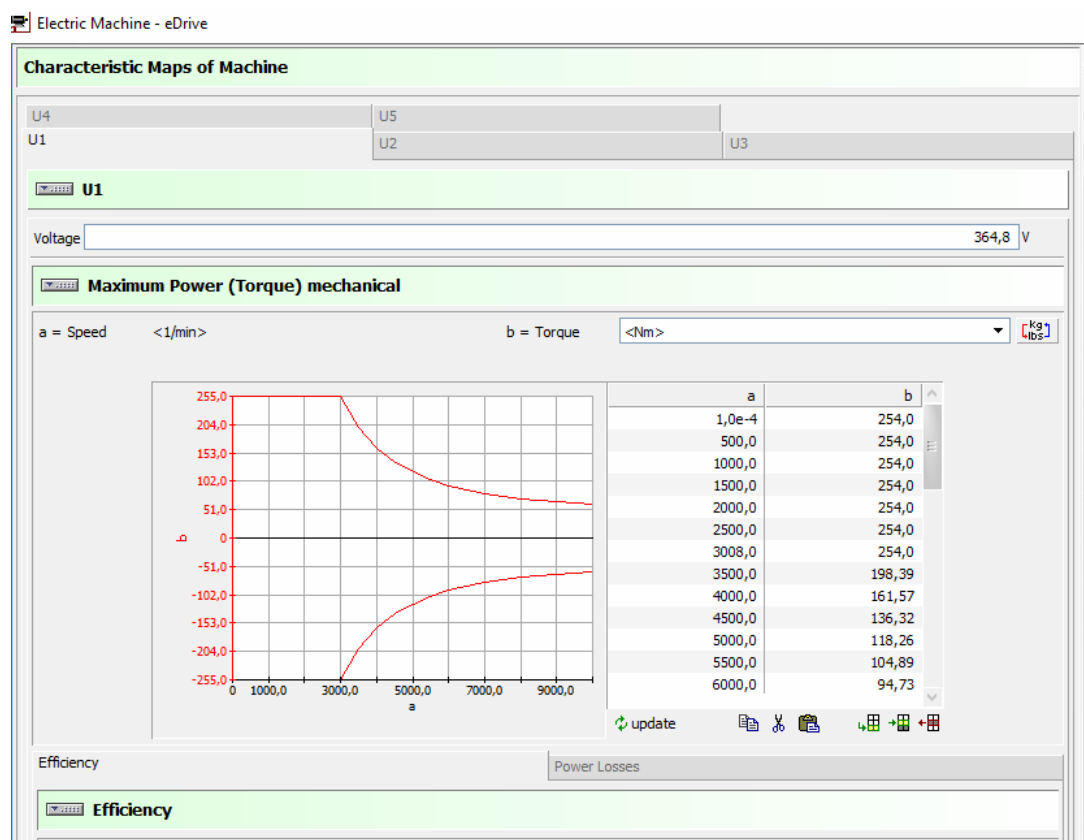 Electric Machine - eDrive
Characteristic Maps of Machine
U4 U5
U1 U2 U3
U1
Voltage 364,8 V
Maximum Power (Torque) mechanical
a = Speed <1/min> b = Torque <Nm> kg lbs
255,0
204,0
153,0
102,0
51,0
0
-51,0
-102,0
-153,0
-204,0
-255,0
b
0 1000,0 3000,0 5000,0 7000,0 9000,0
a
a b
1,0e-4 254,0
500,0 254,0
1000,0 254,0
1500,0 254,0
2000,0 254,0
2500,0 254,0
3008,0 254,0
3500,0 198,39
4000,0 161,57
4500,0 136,32
5000,0 118,26
5500,0 104,89
6000,0 94,73
update
Efficiency Power Losses
Efficiency